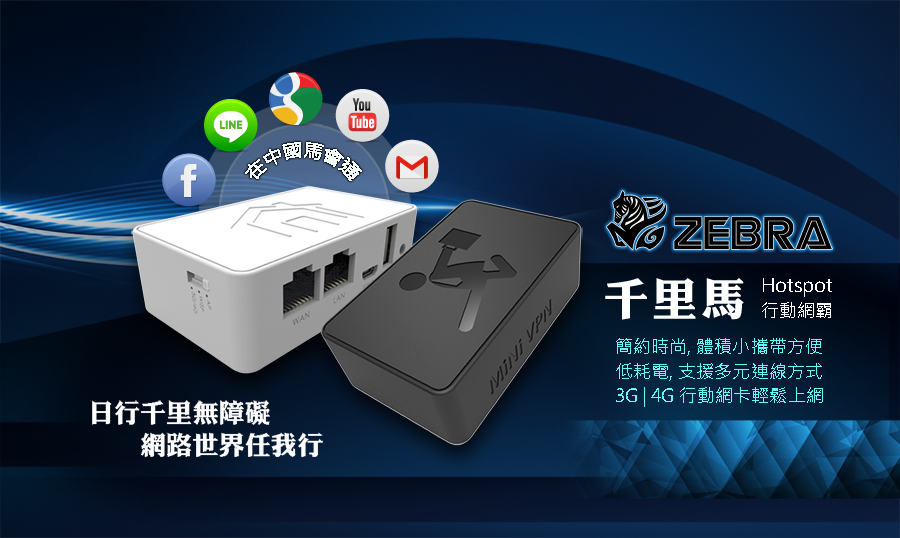 LINE
You
Tube
f
M
在中國馬會通
WAN
LAN
MiNi VPN
ZEBRA
千里馬
Hotspot
行動網霸
簡約時尚, 體積小攜帶方便
低耗電, 支援多元連線方式
3G | 4G 行動網卡輕鬆上網
日行千里無障礙
網路世界任我行